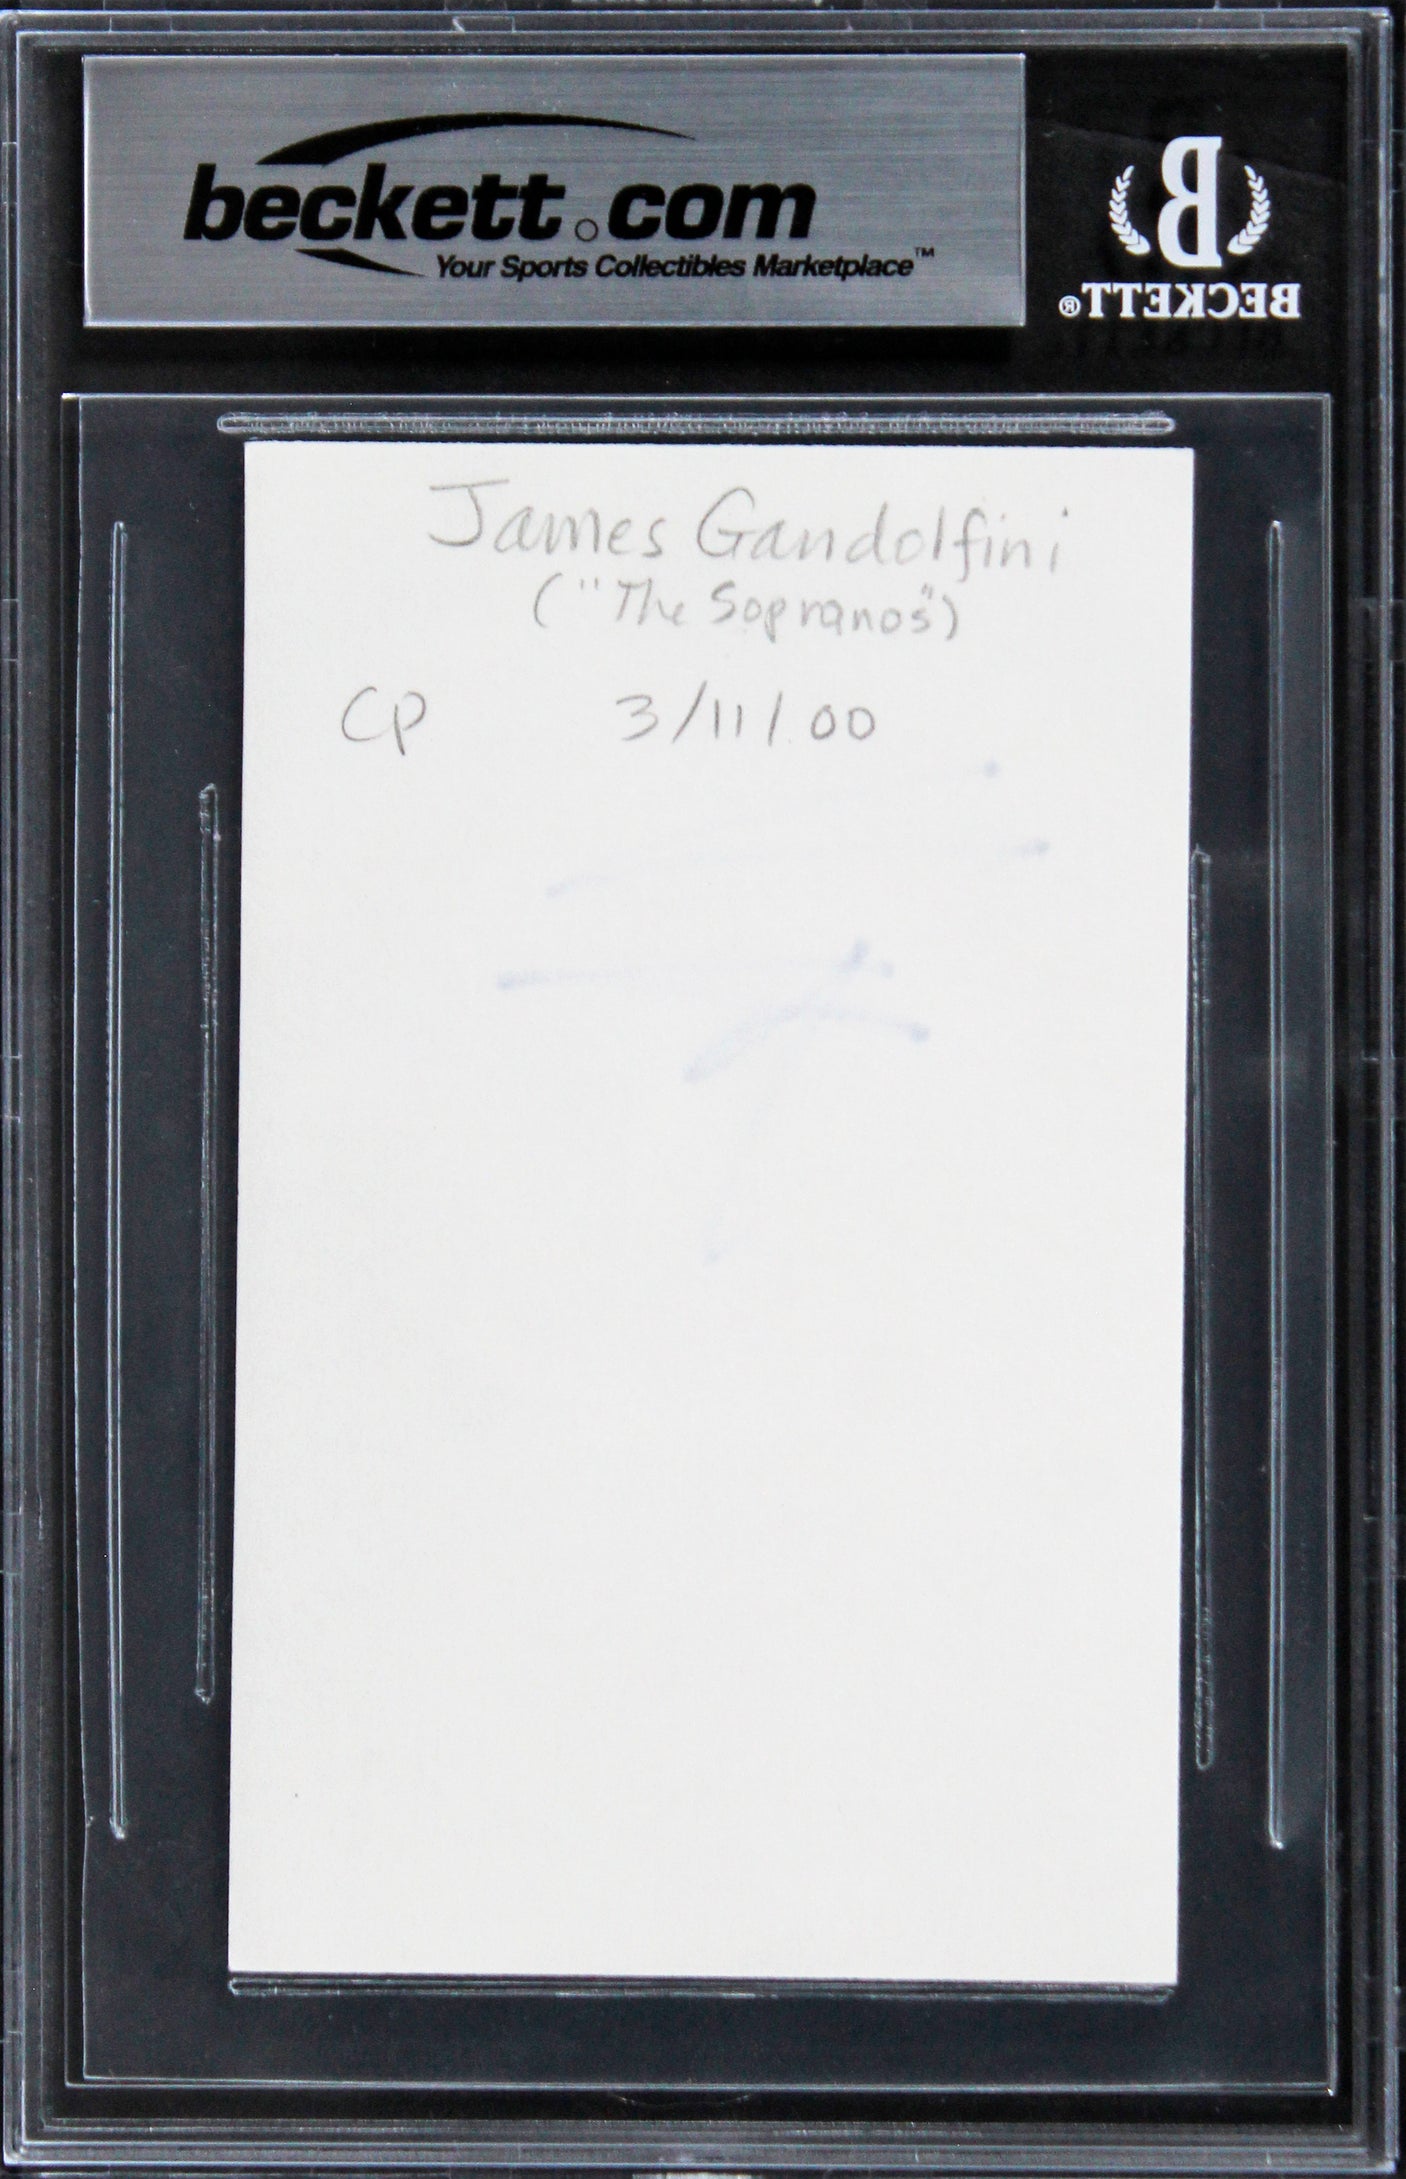 beckett.com
Your Sports Collectibles Marketplace™
B
BECKETT®
James Gandolfini
("The Sopranos")
CP 3/11/00